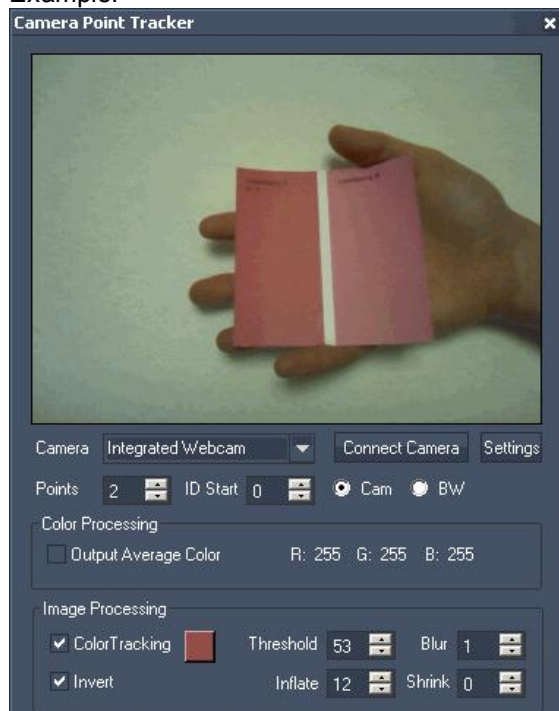 Camera Point Tracker
Camera Integrated Webcam Connect Camera Settings
Points 2 ID Start 0 Cam BW
Color Processing
Output Average Color R: 255 G: 255 B: 255
Image Processing
ColorTracking Threshold 53 Blur 1
Invert Inflate 12 Shrink 0